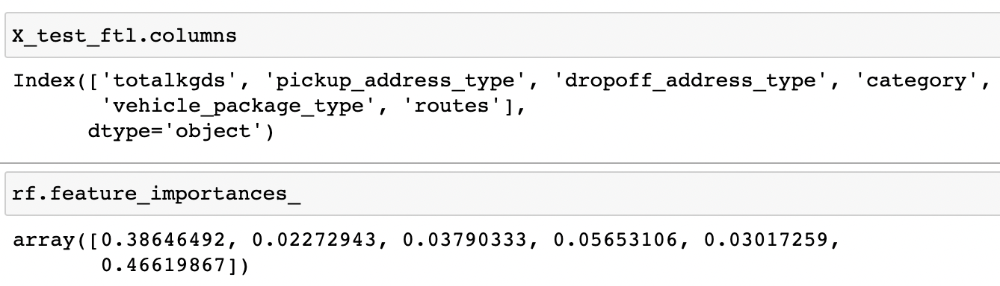 X_test_ftl.columns
Index(['totalkgds', 'pickup_address_type', 'dropoff_address_type', 'category',
'vehicle_package_type', 'routes'],
dtype='object')
rf.feature_importances_
array([0.38646492, 0.02272943, 0.03790333, 0.05653106, 0.03017259,
0.46619867])